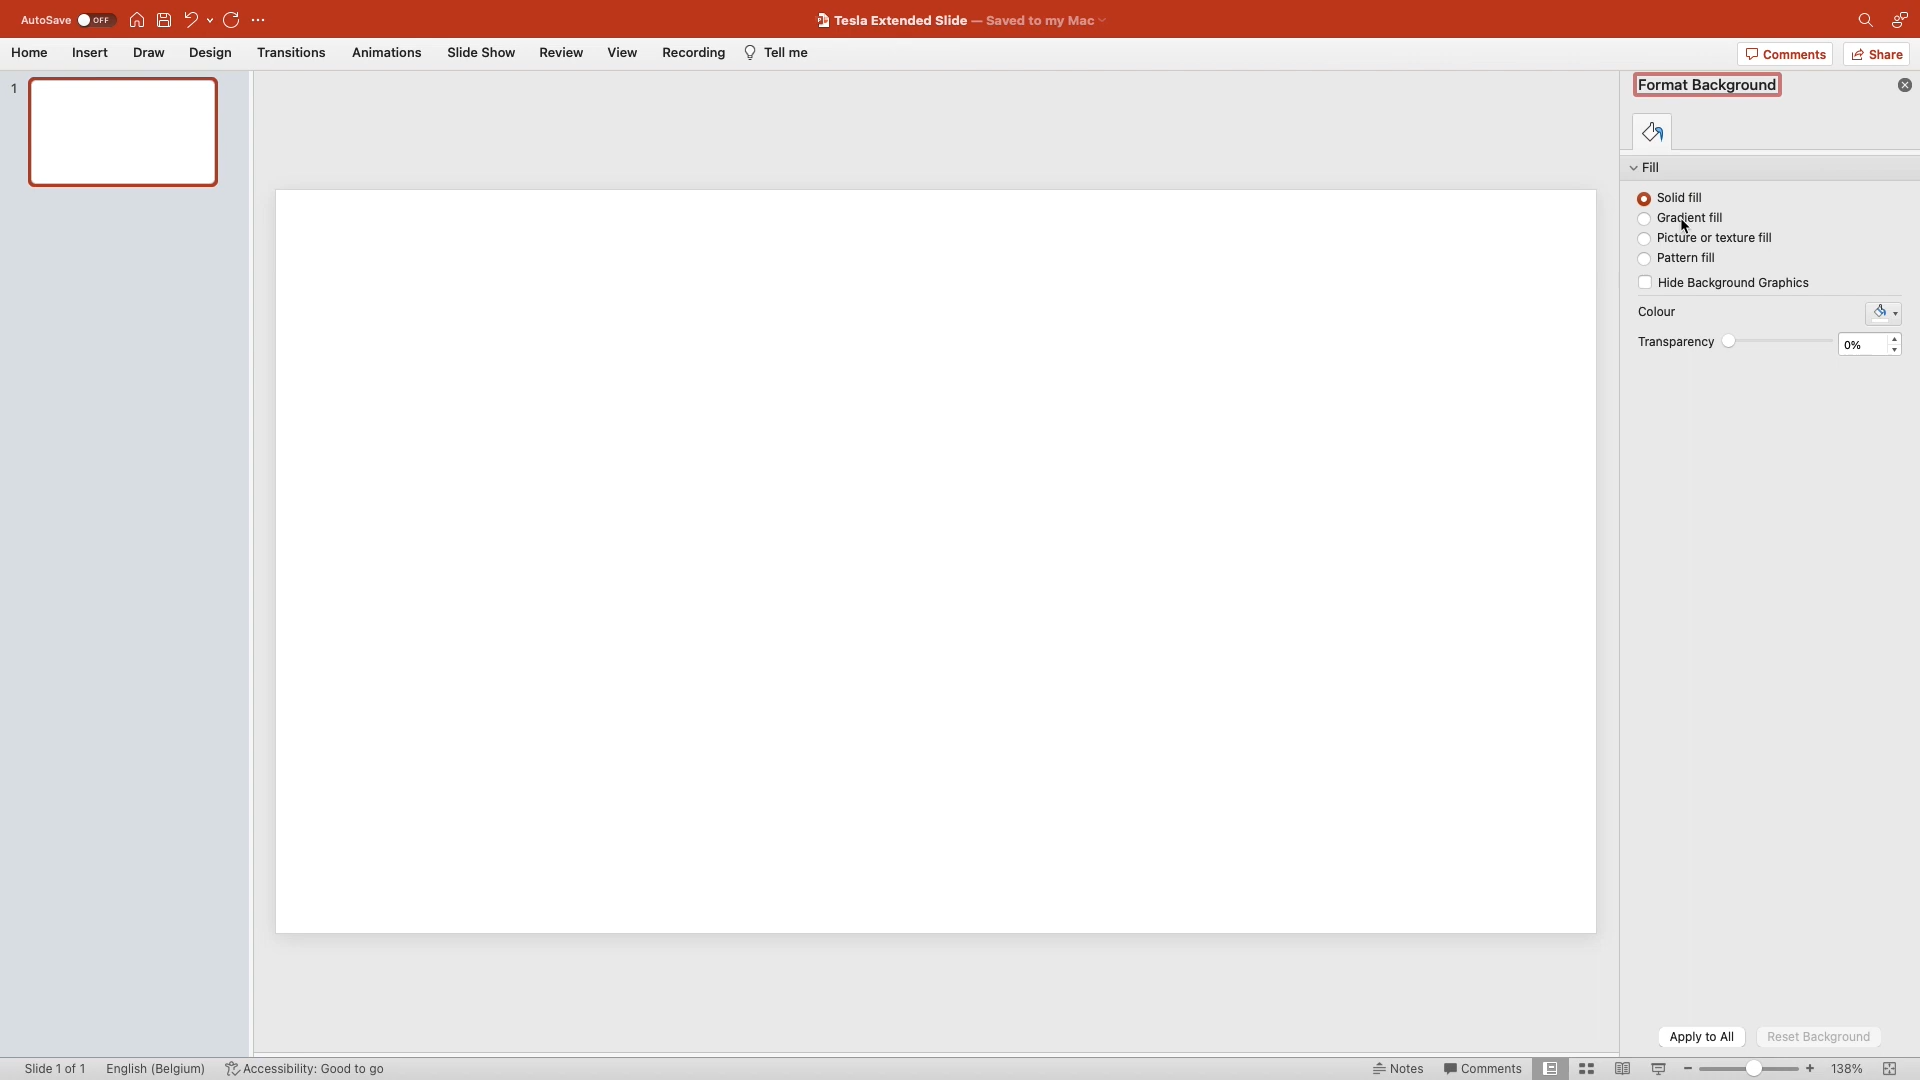 AutoSave OFF
Tesla Extended Slide — Saved to my Mac
Home Insert Draw Design Transitions Animations Slide Show Review View Recording Tell me
Comments Share
1
Format Background
Fill
Solid fill
Gradient fill
Picture or texture fill
Pattern fill
Hide Background Graphics
Colour
Transparency 0%
Apply to All Reset Background
Slide 1 of 1 English (Belgium) Accessibility: Good to go Notes Comments 138%